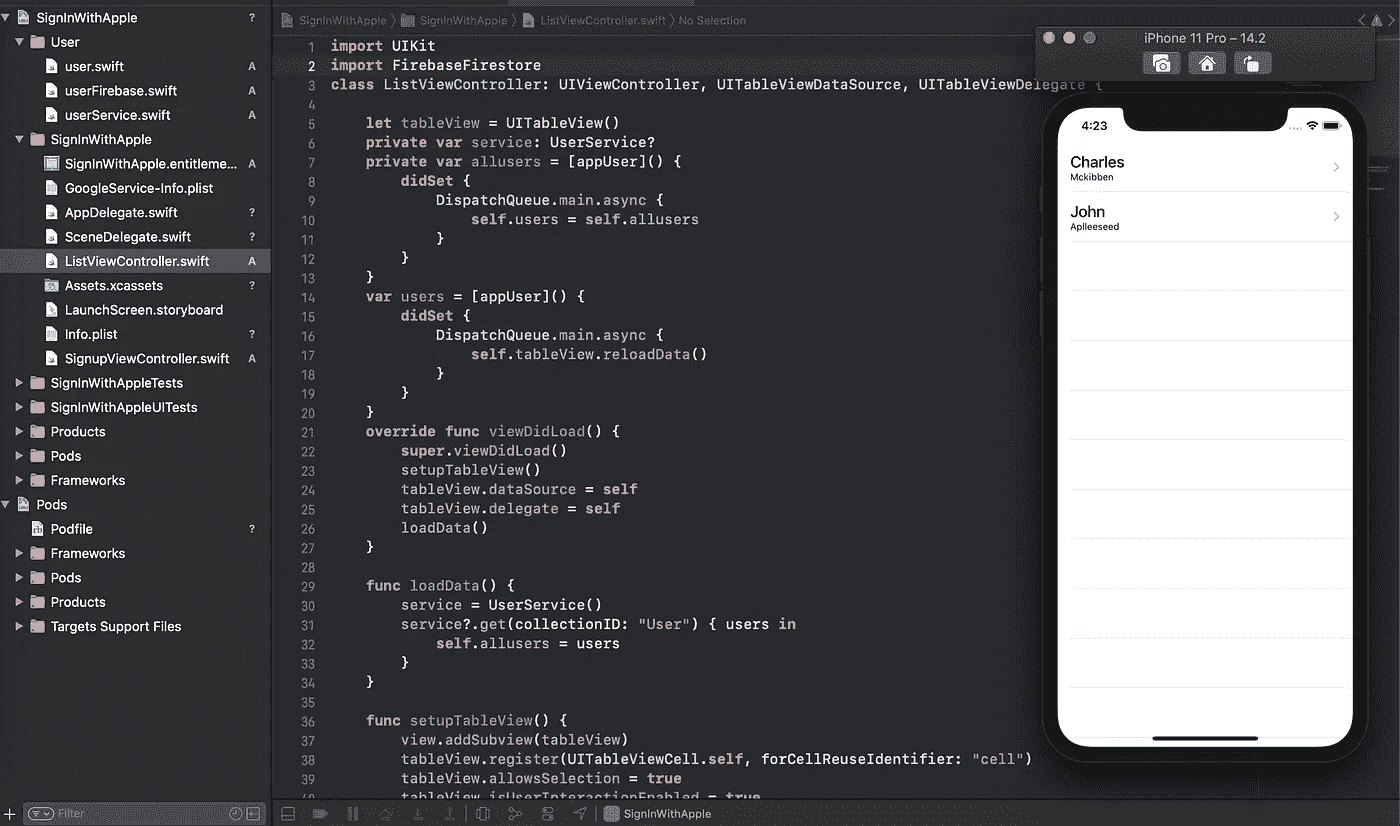 SignInWithApple ?
User
user.swift A
userFirebase.swift A
userService.swift A
SignInWithApple
SignInWithApple.entitleme... A
GoogleService-Info.plist
AppDelegate.swift ?
SceneDelegate.swift ?
ListViewController.swift A
Assets.xcassets ?
LaunchScreen.storyboard
Info.plist ?
SignupViewController.swift A
SignInWithAppleTests
SignInWithAppleUITests
Products
Pods
Frameworks
Pods
Podfile ?
Frameworks
Pods
Products
Targets Support Files
Filter
SignInWithApple SignInWithApple ListViewController.swift No Selection
1 import UIKit
2 import FirebaseFirestore
3 class ListViewController: UIViewController, UITableViewDataSource, UITableViewDelegate {
4
5 let tableView = UITableView()
6 private var service: UserService?
7 private var allusers = [appUser]() {
8 didSet {
9 DispatchQueue.main.async {
10 self.users = self.allusers
11 }
12 }
13 }
14 var users = [appUser]() {
15 didSet {
16 DispatchQueue.main.async {
17 self.tableView.reloadData()
18 }
19 }
20 }
21 override func viewDidLoad() {
22 super.viewDidLoad()
23 setupTableView()
24 tableView.dataSource = self
25 tableView.delegate = self
26 loadData()
27 }
28
29 func loadData() {
30 service = UserService()
31 service?.get(collectionID: "User") { users in
32 self.allusers = users
33 }
34 }
35
36 func setupTableView() {
37 view.addSubview(tableView)
38 tableView.register(UITableViewCell.self, forCellReuseIdentifier: "cell")
39 tableView.allowsSelection = true
40 tableView.isUserInteractionEnabled = true
SignInWithApple
iPhone 11 Pro – 14.2
4:23
Charles
Mckibben
John
Aplleeseed